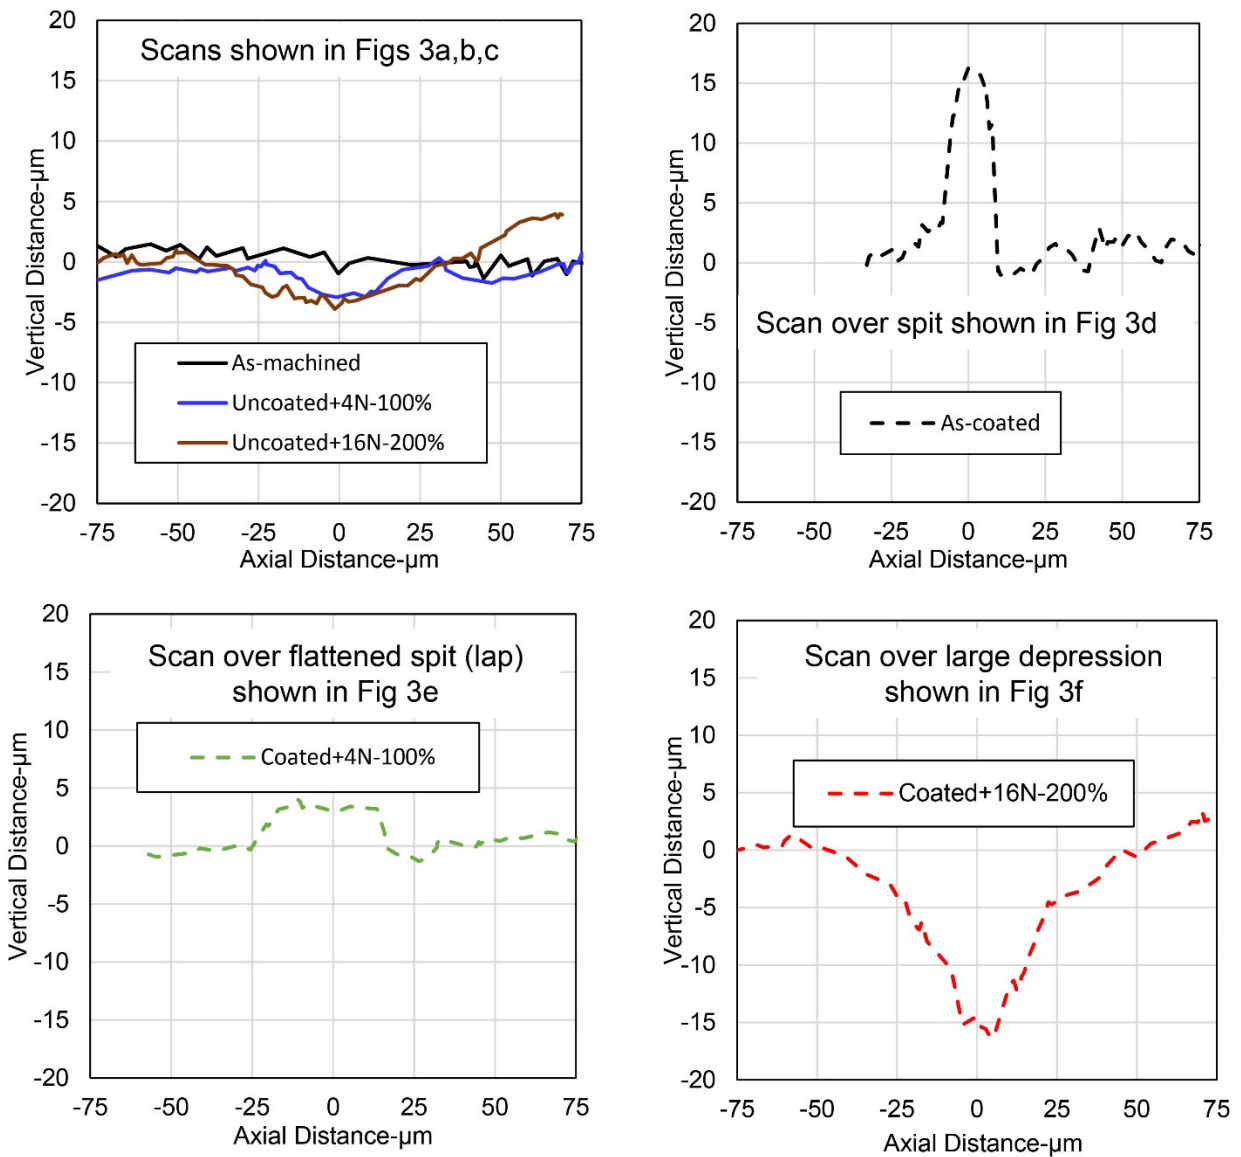 20
15
10
5
0
-5
-10
-15
-20
Vertical Distance-µm
Scans shown in Figs 3a,b,c
As-machined
Uncoated+4N-100%
Uncoated+16N-200%
-75 -50 -25 0 25 50 75
Axial Distance-µm
20
15
10
5
0
-5
-10
-15
-20
Vertical Distance-µm
Scan over spit shown in Fig 3d
As-coated
-75 -50 -25 0 25 50 75
Axial Distance-µm
20
15
10
5
0
-5
-10
-15
-20
Vertical Distance-µm
Scan over flattened spit (lap)
shown in Fig 3e
Coated+4N-100%
-75 -50 -25 0 25 50 75
Axial Distance-µm
20
15
10
5
0
-5
-10
-15
-20
Vertical Distance-µm
Scan over large depression
shown in Fig 3f
Coated+16N-200%
-75 -50 -25 0 25 50 75
Axial Distance-µm